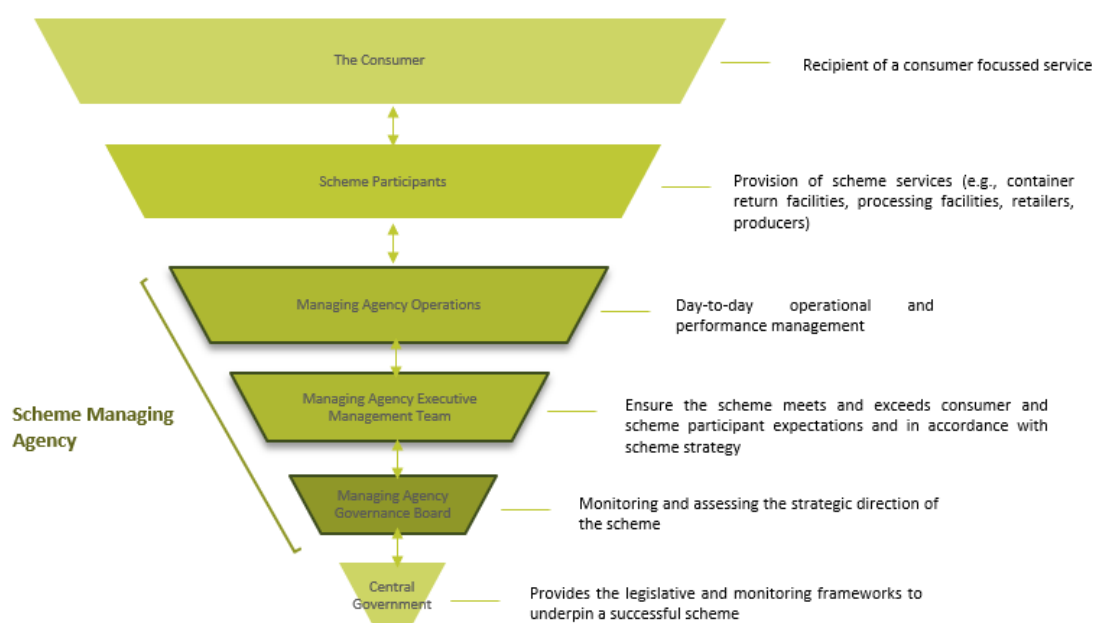 The Consumer
Recipient of a consumer focussed service
Scheme Participants
Provision of scheme services (e.g., container
return facilities, processing facilities, retailers,
producers)
Managing Agency Operations
Day-to-day operational and
performance management
Scheme Managing
Agency
Managing Agency Executive
Management Team
Ensure the scheme meets and exceeds consumer and
scheme participant expectations and in accordance with
scheme strategy
Managing Agency
Governance Board
Monitoring and assessing the strategic direction of
the scheme
Central
Government
Provides the legislative and monitoring frameworks to
underpin a successful scheme